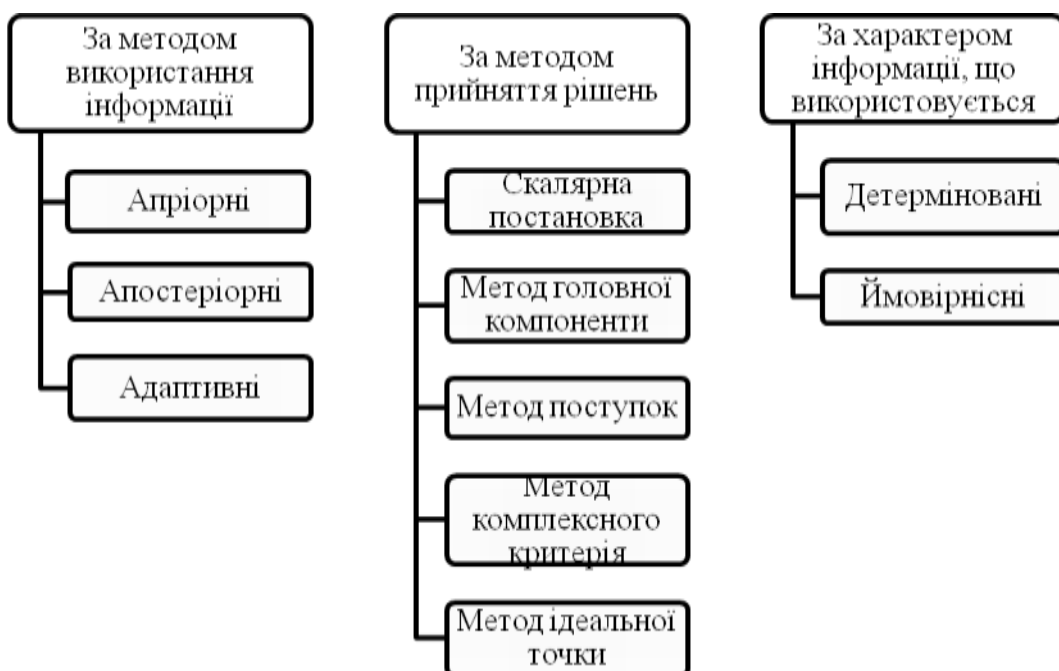 За методом
використання
інформації
Апріорні
Апостеріорні
Адаптивні
За методом
прийняття рішень
Скалярна
постановка
Метод головної
компоненти
Метод поступок
Метод
комплексного
критерія
Метод ідеальної
точки
За характером
інформації, що
використовується
Детерміновані
Ймовірнісні